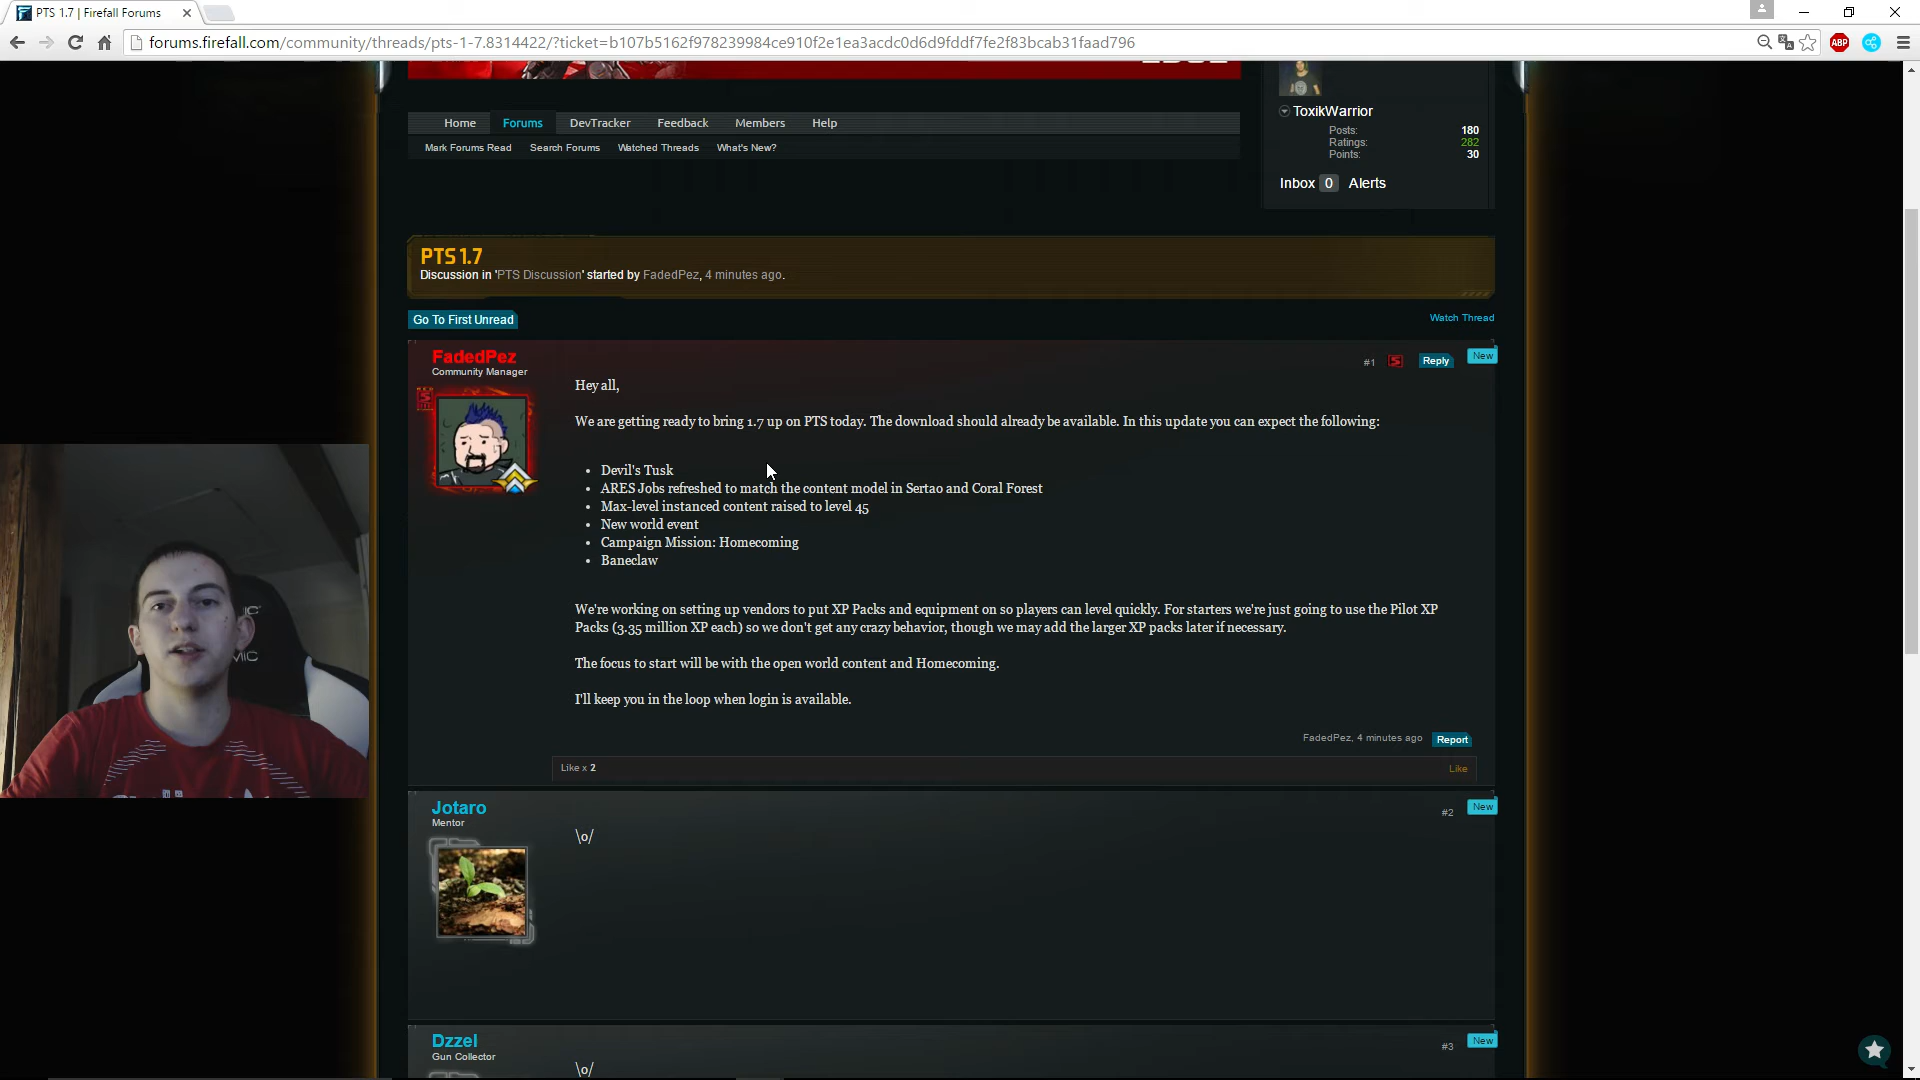 PTS 1.7 | Firefall Forums
forums.firefall.com/community/threads/pts-1-7.8314422/?ticket=b107b5162f978239984ce910f2e1ea3acdc0d6d9fddf7fe2f83bcab31faad796
ABP
ToxikWarrior
Posts: 180
Ratings: 282
Points: 30
Inbox 0 Alerts
Home Forums DevTracker Feedback Members Help
Mark Forums Read Search Forums Watched Threads What's New?
PTS 1.7
Discussion in 'PTS Discussion' started by FadedPez, 4 minutes ago.
Go To First Unread
Watch Thread
FadedPez
Community Manager
#1 Reply New
Hey all,
We are getting ready to bring 1.7 up on PTS today. The download should already be available. In this update you can expect the following:
• Devil's Tusk
• ARES Jobs refreshed to match the content model in Sertao and Coral Forest
• Max-level instanced content raised to level 45
• New world event
• Campaign Mission: Homecoming
• Baneclaw
We're working on setting up vendors to put XP Packs and equipment on so players can level quickly. For starters we're just going to use the Pilot XP
Packs (3.35 million XP each) so we don't get any crazy behavior, though we may add the larger XP packs later if necessary.
The focus to start will be with the open world content and Homecoming.
I'll keep you in the loop when login is available.
FadedPez, 4 minutes ago Report
Like x 2
Like
Jotaro
Mentor
#2 New
\o/
Dzzel
Gun Collector
#3 New
\o/